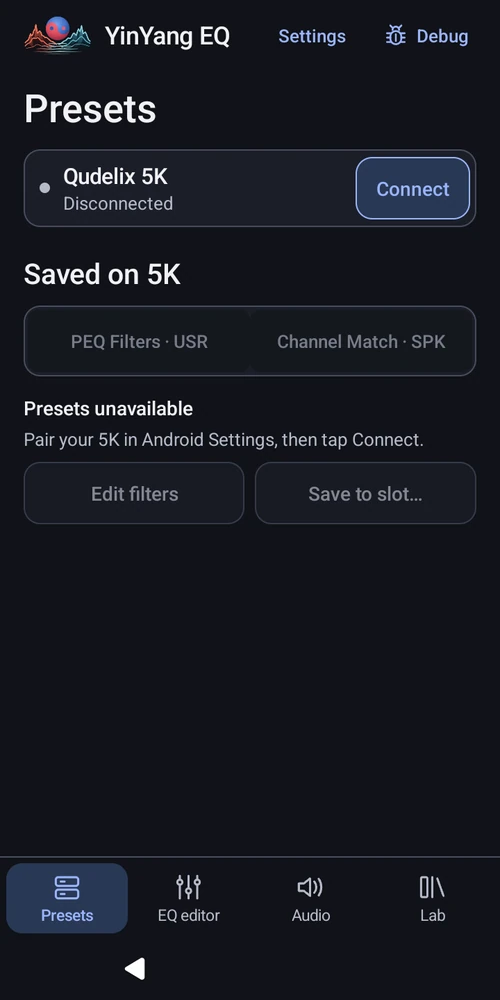 YinYang EQ
Settings
Debug
Presets
Qudelix 5K
Disconnected
Connect
Saved on 5K
PEQ Filters · USR
Channel Match · SPK
Presets unavailable
Pair your 5K in Android Settings, then tap Connect.
Edit filters
Save to slot…
Presets
EQ editor
Audio
Lab